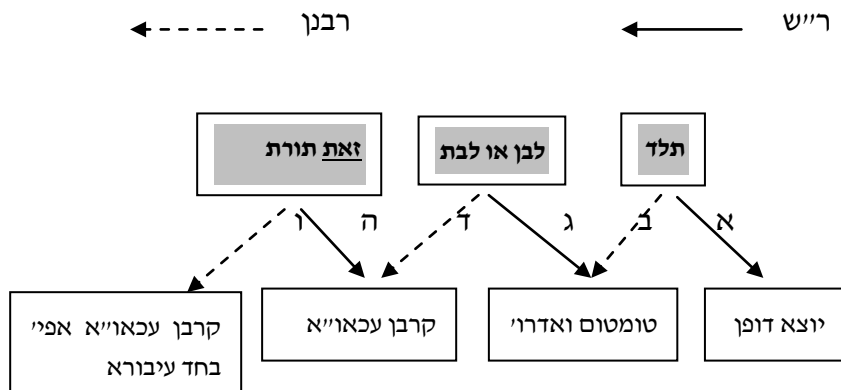 ר״ש
רבנן
תלד
לבן או לבת
זאת תורת
א
ב
ג
ד
ה
ו
יוצא דופן
טומטום ואדרו׳
קרבן עכאו״א
קרבן עכאו״א אפי׳
בחד עיבורא